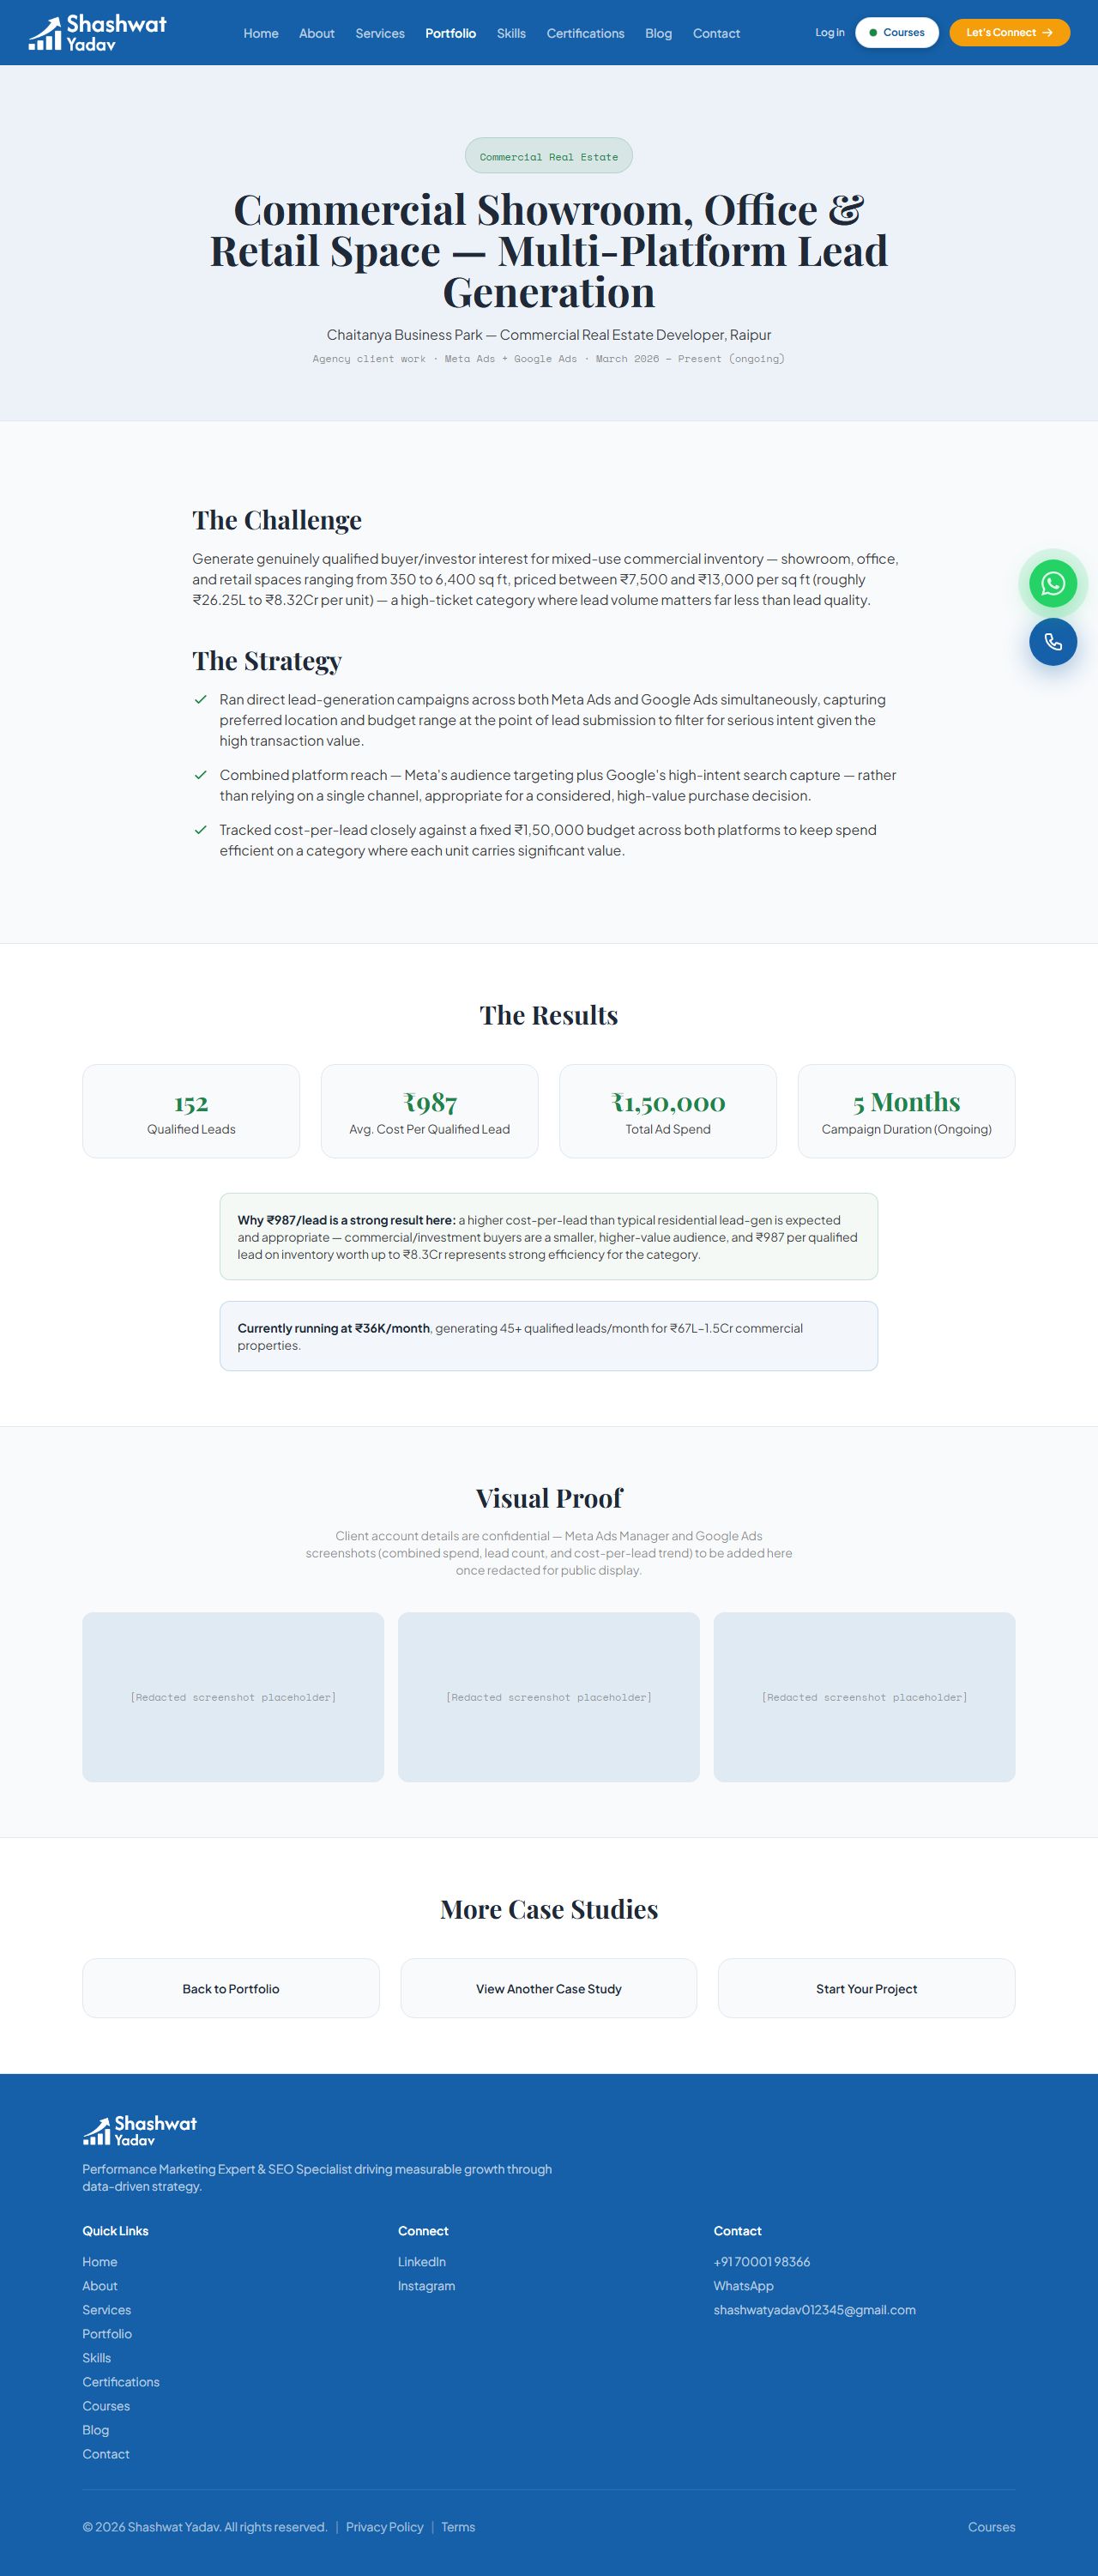 Shashwat
Yadav
Home About Services Portfolio Skills Certifications Blog Contact
Log in
Courses
Let's Connect →
Commercial Real Estate
Commercial Showroom, Office &
Retail Space — Multi-Platform Lead
Generation
Chaitanya Business Park — Commercial Real Estate Developer, Raipur
Agency client work · Meta Ads + Google Ads · March 2026 – Present (ongoing)
The Challenge
Generate genuinely qualified buyer/investor interest for mixed-use commercial inventory — showroom, office,
and retail spaces ranging from 350 to 6,400 sq ft, priced between ₹7,500 and ₹13,000 per sq ft (roughly
₹26.25L to ₹8.32Cr per unit) — a high-ticket category where lead volume matters far less than lead quality.
The Strategy
Ran direct lead-generation campaigns across both Meta Ads and Google Ads simultaneously, capturing
preferred location and budget range at the point of lead submission to filter for serious intent given the
high transaction value.
Combined platform reach — Meta's audience targeting plus Google's high-intent search capture — rather
than relying on a single channel, appropriate for a considered, high-value purchase decision.
Tracked cost-per-lead closely against a fixed ₹1,50,000 budget across both platforms to keep spend
efficient on a category where each unit carries significant value.
The Results
152
Qualified Leads
₹987
Avg. Cost Per Qualified Lead
₹1,50,000
Total Ad Spend
5 Months
Campaign Duration (Ongoing)
Why ₹987/lead is a strong result here: a higher cost-per-lead than typical residential lead-gen is expected
and appropriate — commercial/investment buyers are a smaller, higher-value audience, and ₹987 per qualified
lead on inventory worth up to ₹8.3Cr represents strong efficiency for the category.
Currently running at ₹36K/month, generating 45+ qualified leads/month for ₹67L–1.5Cr commercial
properties.
Visual Proof
Client account details are confidential — Meta Ads Manager and Google Ads
screenshots (combined spend, lead count, and cost-per-lead trend) to be added here
once redacted for public display.
[Redacted screenshot placeholder]
[Redacted screenshot placeholder]
[Redacted screenshot placeholder]
More Case Studies
Back to Portfolio
View Another Case Study
Start Your Project
Shashwat
Yadav
Performance Marketing Expert & SEO Specialist driving measurable growth through
data-driven strategy.
Quick Links
Home
About
Services
Portfolio
Skills
Certifications
Courses
Blog
Contact
Connect
LinkedIn
Instagram
Contact
+91 70001 98366
WhatsApp
shashwatyadav012345@gmail.com
© 2026 Shashwat Yadav. All rights reserved. | Privacy Policy | Terms
Courses